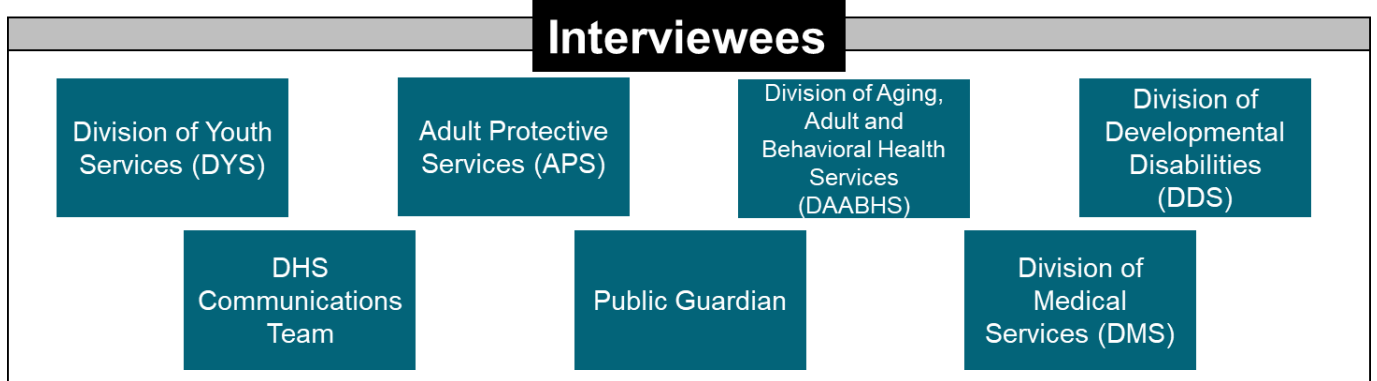 Interviewees
Division of Youth
Services (DYS)
Adult Protective
Services (APS)
Division of Aging,
Adult and
Behavioral Health
Services
(DAABHS)
Division of
Developmental
Disabilities
(DDS)
DHS
Communications
Team
Public Guardian
Division of
Medical
Services (DMS)